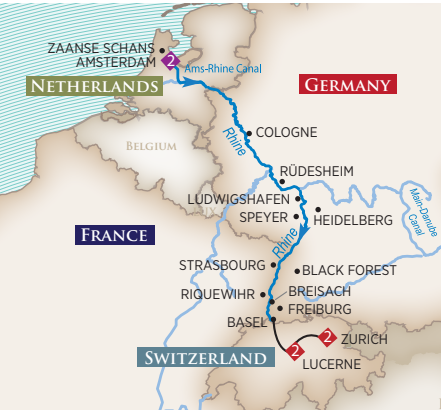 ZAANSE SCHANS
AMSTERDAM
2
Ams-Rhine Canal
NETHERLANDS
GERMANY
Rhine
COLOGNE
BELGIUM
RÜDESHEIM
LUDWIGSHAFEN
SPEYER
HEIDELBERG
Main-Danube
Canal
FRANCE
Rhine
STRASBOURG
BLACK FOREST
RIQUEWIHR
BREISACH
FREIBURG
BASEL
2
ZURICH
SWITZERLAND
2
LUCERNE